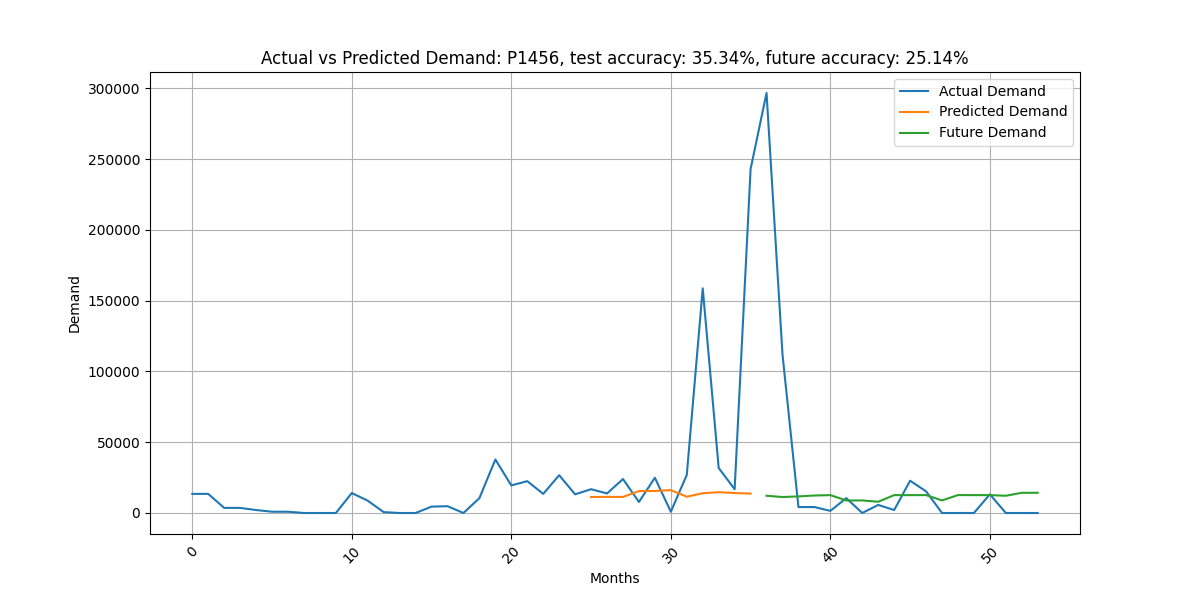 Actual vs Predicted Demand: P1456, test accuracy: 35.34%, future accuracy: 25.14%
Actual Demand
Predicted Demand
Future Demand
300000
250000
200000
150000
100000
50000
0
Demand
0
10
20
30
40
50
Months